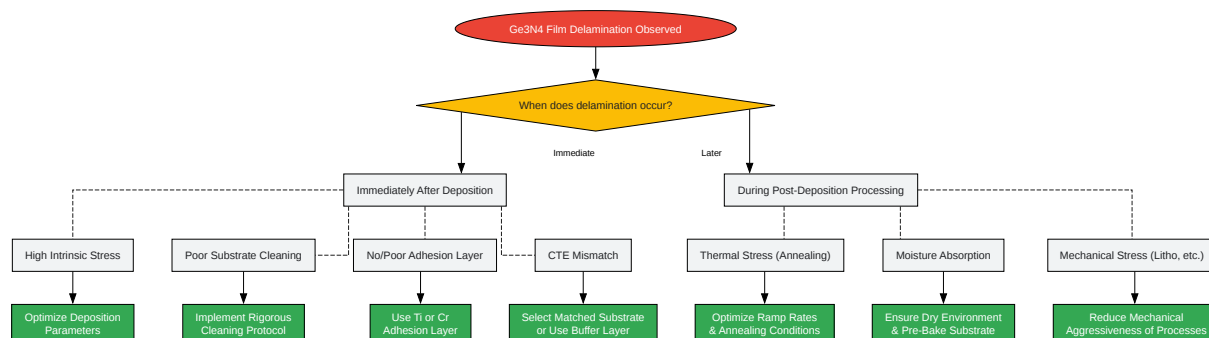 Ge3N4 Film Delamination Observed
When does delamination occur?
Immediate
Later
Immediately After Deposition
During Post-Deposition Processing
High Intrinsic Stress
Poor Substrate Cleaning
No/Poor Adhesion Layer
CTE Mismatch
Thermal Stress (Annealing)
Moisture Absorption
Mechanical Stress (Litho, etc.)
Optimize Deposition
Parameters
Implement Rigorous
Cleaning Protocol
Use Ti or Cr
Adhesion Layer
Select Matched Substrate
or Use Buffer Layer
Optimize Ramp Rates
& Annealing Conditions
Ensure Dry Environment
& Pre-Bake Substrate
Reduce Mechanical
Aggressiveness of Processes